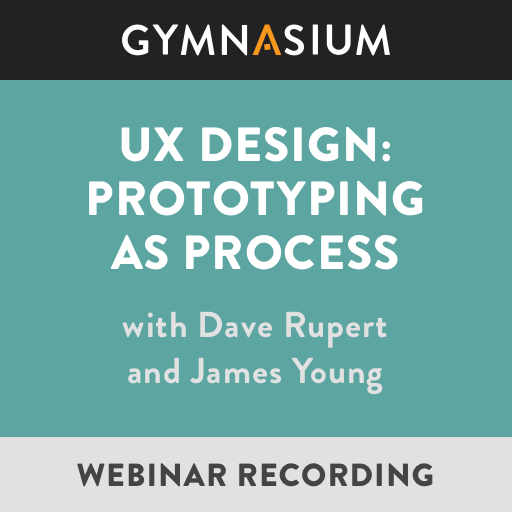 GYMNASIUM
UX DESIGN:
PROTOTYPING
AS PROCESS
with Dave Rupert
and James Young
WEBINAR RECORDING